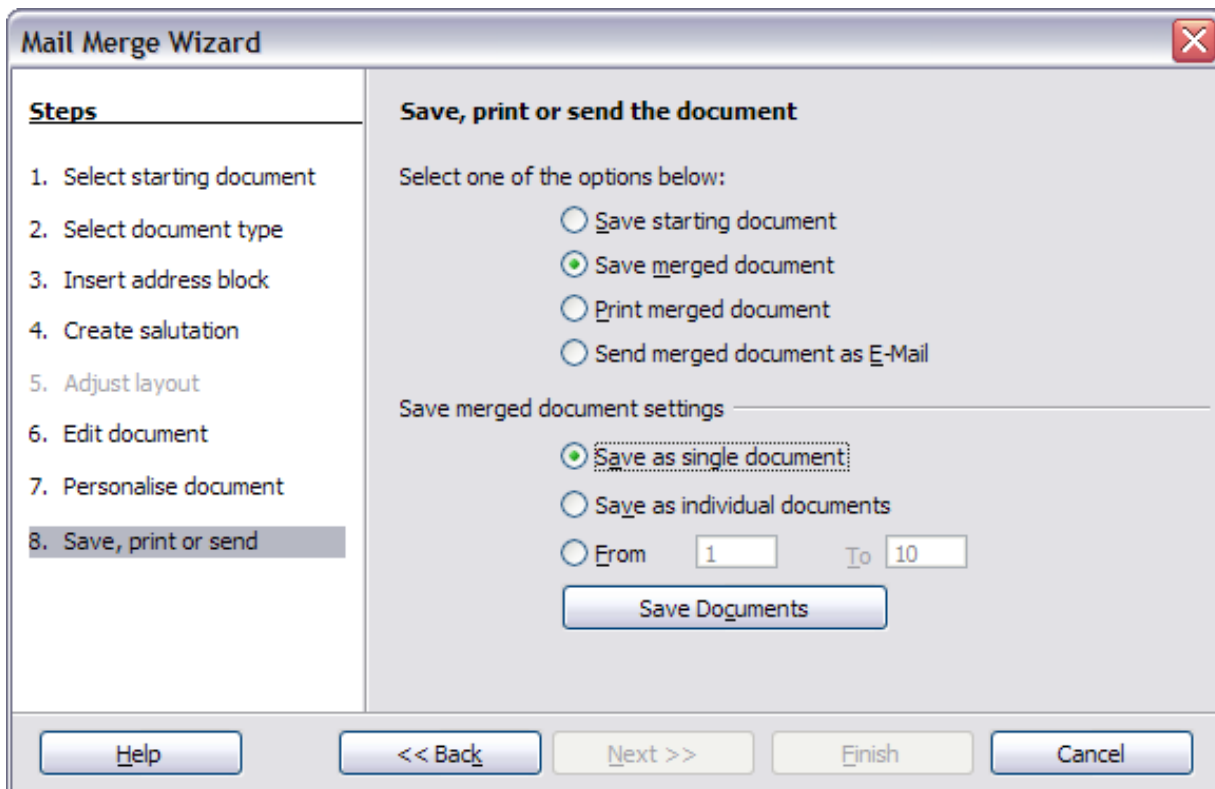 Mail Merge Wizard
Steps
1. Select starting document
2. Select document type
3. Insert address block
4. Create salutation
5. Adjust layout
6. Edit document
7. Personalise document
8. Save, print or send
Save, print or send the document
Select one of the options below:
Save starting document
Save merged document
Print merged document
Send merged document as E-Mail
Save merged document settings
Save as single document
Save as individual documents
From 1 To 10
Save Documents
Help << Back Next >> Finish Cancel